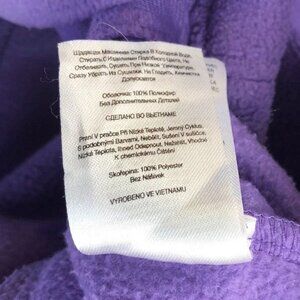 Щадящая Машинная Стирка В Холодной Воде,
Стирать С Изделиями Подобного Цвета, Не
Отбеливать, Сушить При Низкой Температуре,
Сразу Убрать Из Сушилки, Не Гладить, Химчистка
Допустима
Оболочка: 100% Полиэфир
Без Дополнительных Деталей
СДЕЛАНО ВО ВЬЕТНАМЕ
Praní V Pračce Při Nízké Teplotě, Jemný Cyklus,
S podobnými Barvami, Nebělit, Sušení V sušičce,
Nízká Teplota, Ihned Odejmout, Nežehlit, Vhodné
K chemickému Čištění
Skořepina: 100% Polyester
Bez Nášivek
VYROBENO VE VIETNAMU